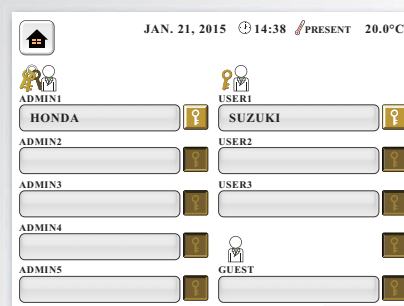 JAN. 21, 2015 14:38 PRESENT 20.0°C
ADMIN1 USER1
HONDA SUZUKI
ADMIN2 USER2
ADMIN3 USER3
ADMIN4
ADMIN5 GUEST